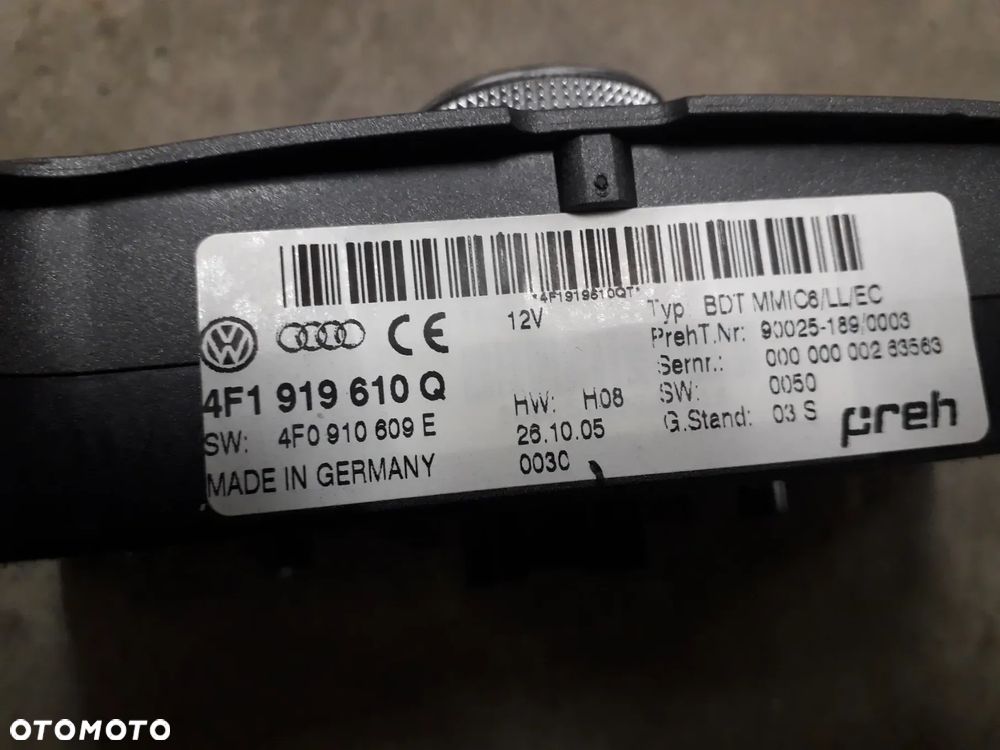 *4F1919610QT*
CE
4F1 919 610 Q
SW: 4F0 910 609 E
MADE IN GERMANY
12V
HW: H08
26.10.05
0030
Typ: BDT MMIC6/LL/EC
PrehT.Nr: 90025-189/0003
Sernr.: 000 000 002 63563
SW: 0050
G.Stand: 03 S
preh
OTOMOTO